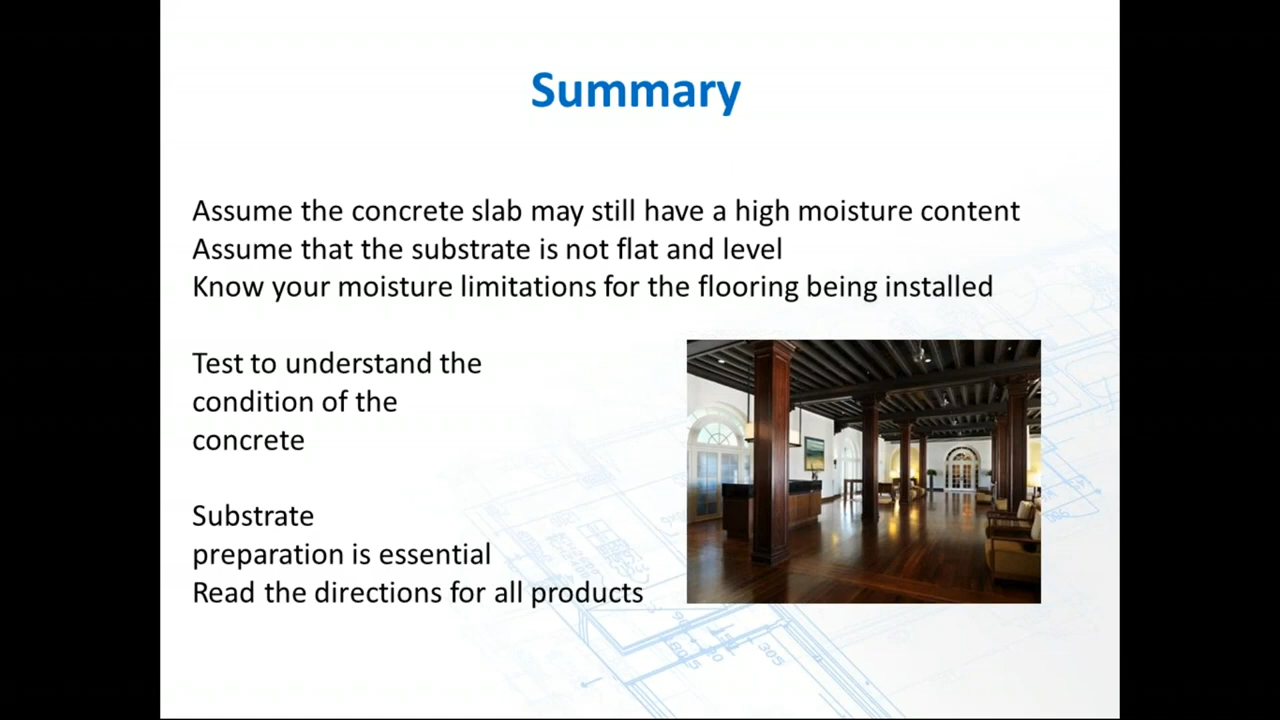 Summary
Assume the concrete slab may still have a high moisture content
Assume that the substrate is not flat and level
Know your moisture limitations for the flooring being installed
Test to understand the
condition of the
concrete
Substrate
preparation is essential
Read the directions for all products
305